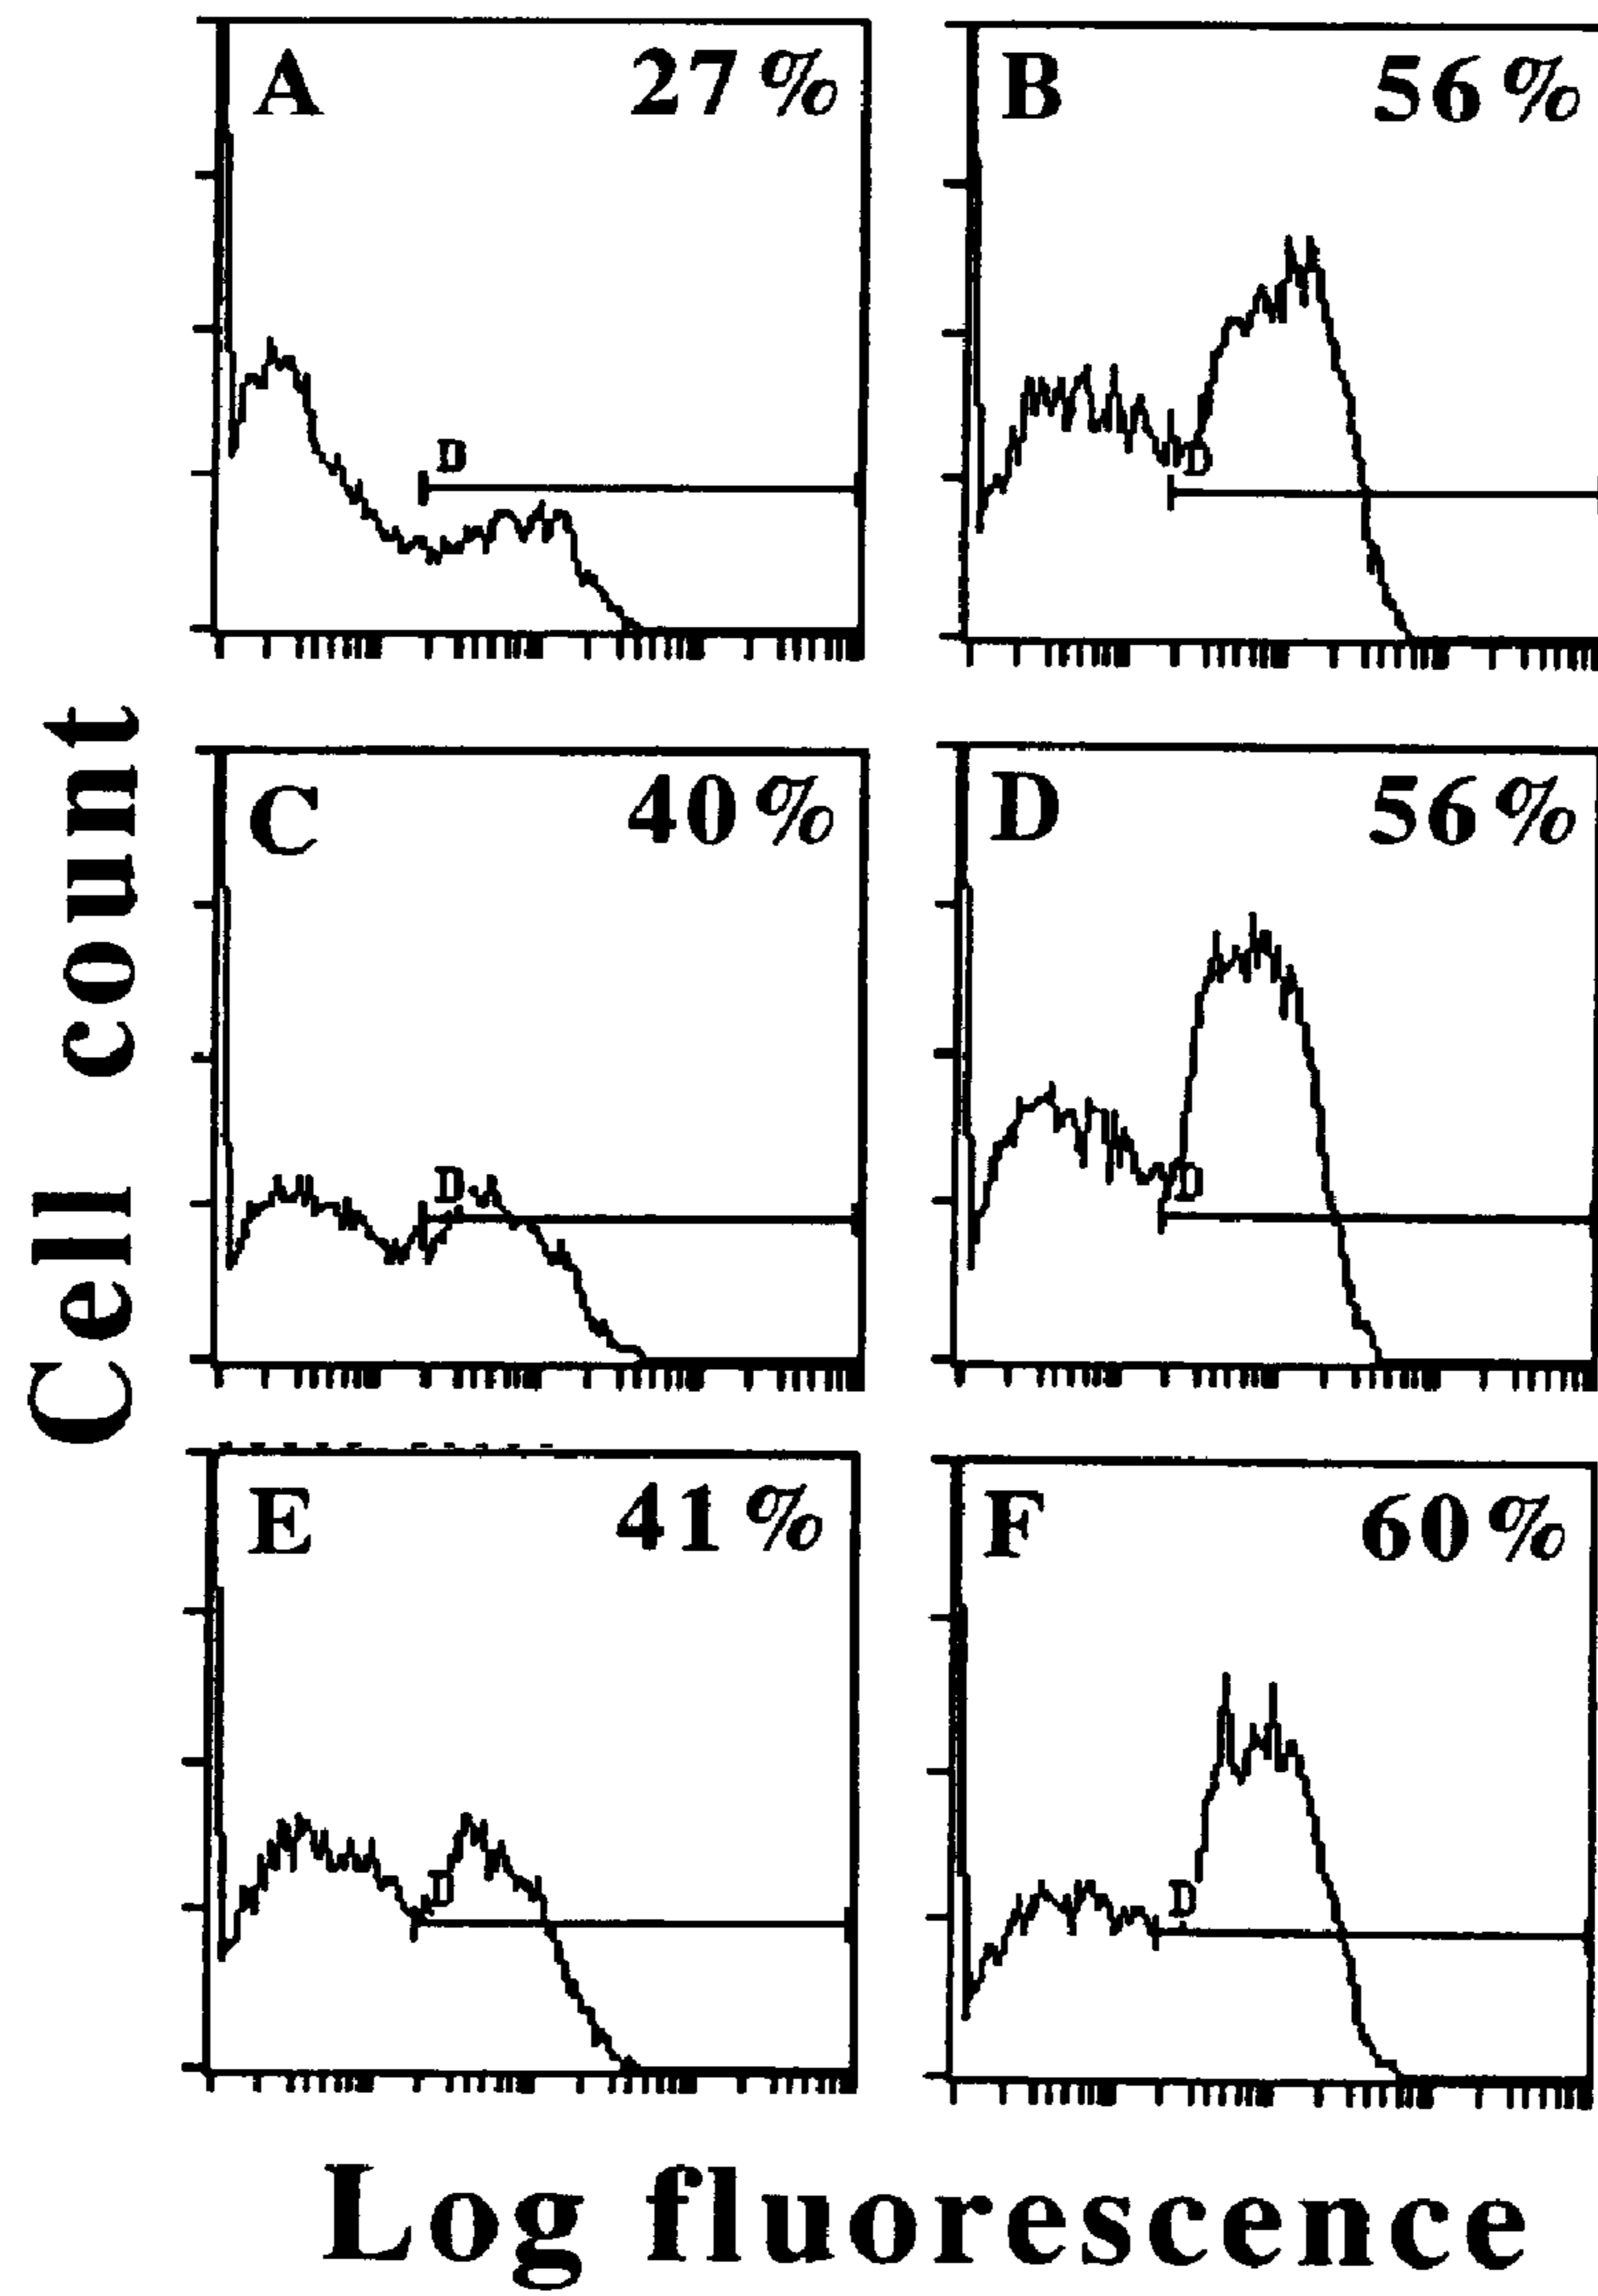 A 27%
D
B 56%
D
C 40%
D
D 56%
D
E 41%
D
F 60%
D
Cell count
Log fluorescence